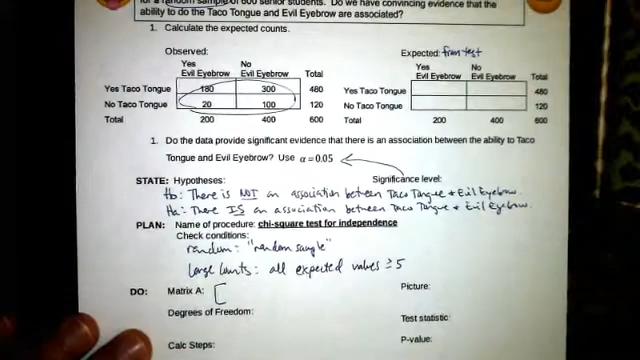 for a random sample of 600 senior students. Do we have convincing evidence that the
ability to do the Taco Tongue and Evil Eyebrow are associated?
1. Calculate the expected counts.
Observed:
Expected: from test
Yes No
Evil Eyebrow Evil Eyebrow Total
Yes Taco Tongue 180 300 480
No Taco Tongue 20 100 120
Total 200 400 600
Yes No
Evil Eyebrow Evil Eyebrow Total
Yes Taco Tongue 480
No Taco Tongue 120
Total 200 400 600
1. Do the data provide significant evidence that there is an association between the ability to Taco
Tongue and Evil Eyebrow? Use α=0.05
STATE: Hypotheses: Significance level:
Ho: There is NOT an association between Taco Tongue + Evil Eyebrow.
Ha: There IS an association between Taco Tongue + Evil Eyebrow.
PLAN: Name of procedure: chi-square test for independence
Check conditions:
random: "random sample"
large counts: all expected values ≥5
DO: Matrix A: [ Picture:
Degrees of Freedom: Test statistic:
Calc Steps: P-value: